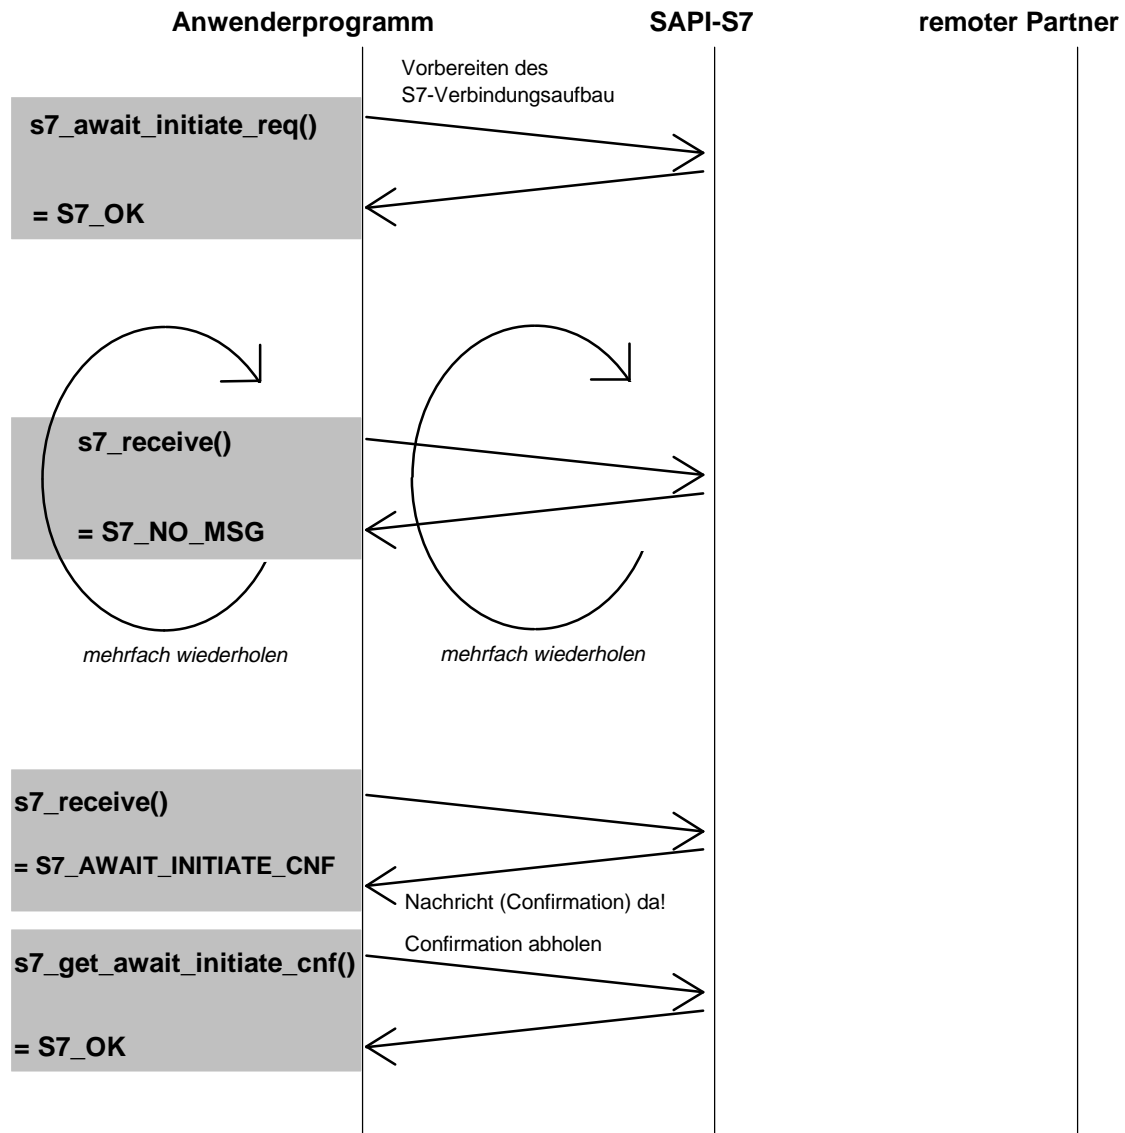 Anwenderprogramm SAPI-S7 remoter Partner
Vorbereiten des
S7-Verbindungsaufbau
s7_await_initiate_req()
= S7_OK
s7_receive()
= S7_NO_MSG
mehrfach wiederholen mehrfach wiederholen
s7_receive()
= S7_AWAIT_INITIATE_CNF
Nachricht (Confirmation) da!
Confirmation abholen
s7_get_await_initiate_cnf()
= S7_OK